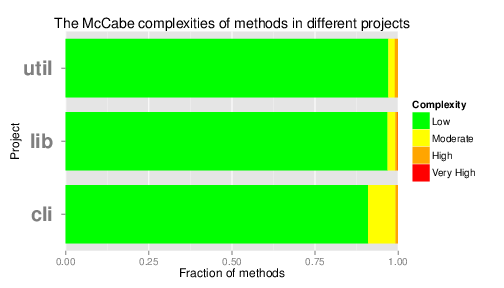 The McCabe complexities of methods in different projects
util
lib
cli
Project
0.00 0.25 0.50 0.75 1.00
Fraction of methods
Complexity
Low
Moderate
High
Very High